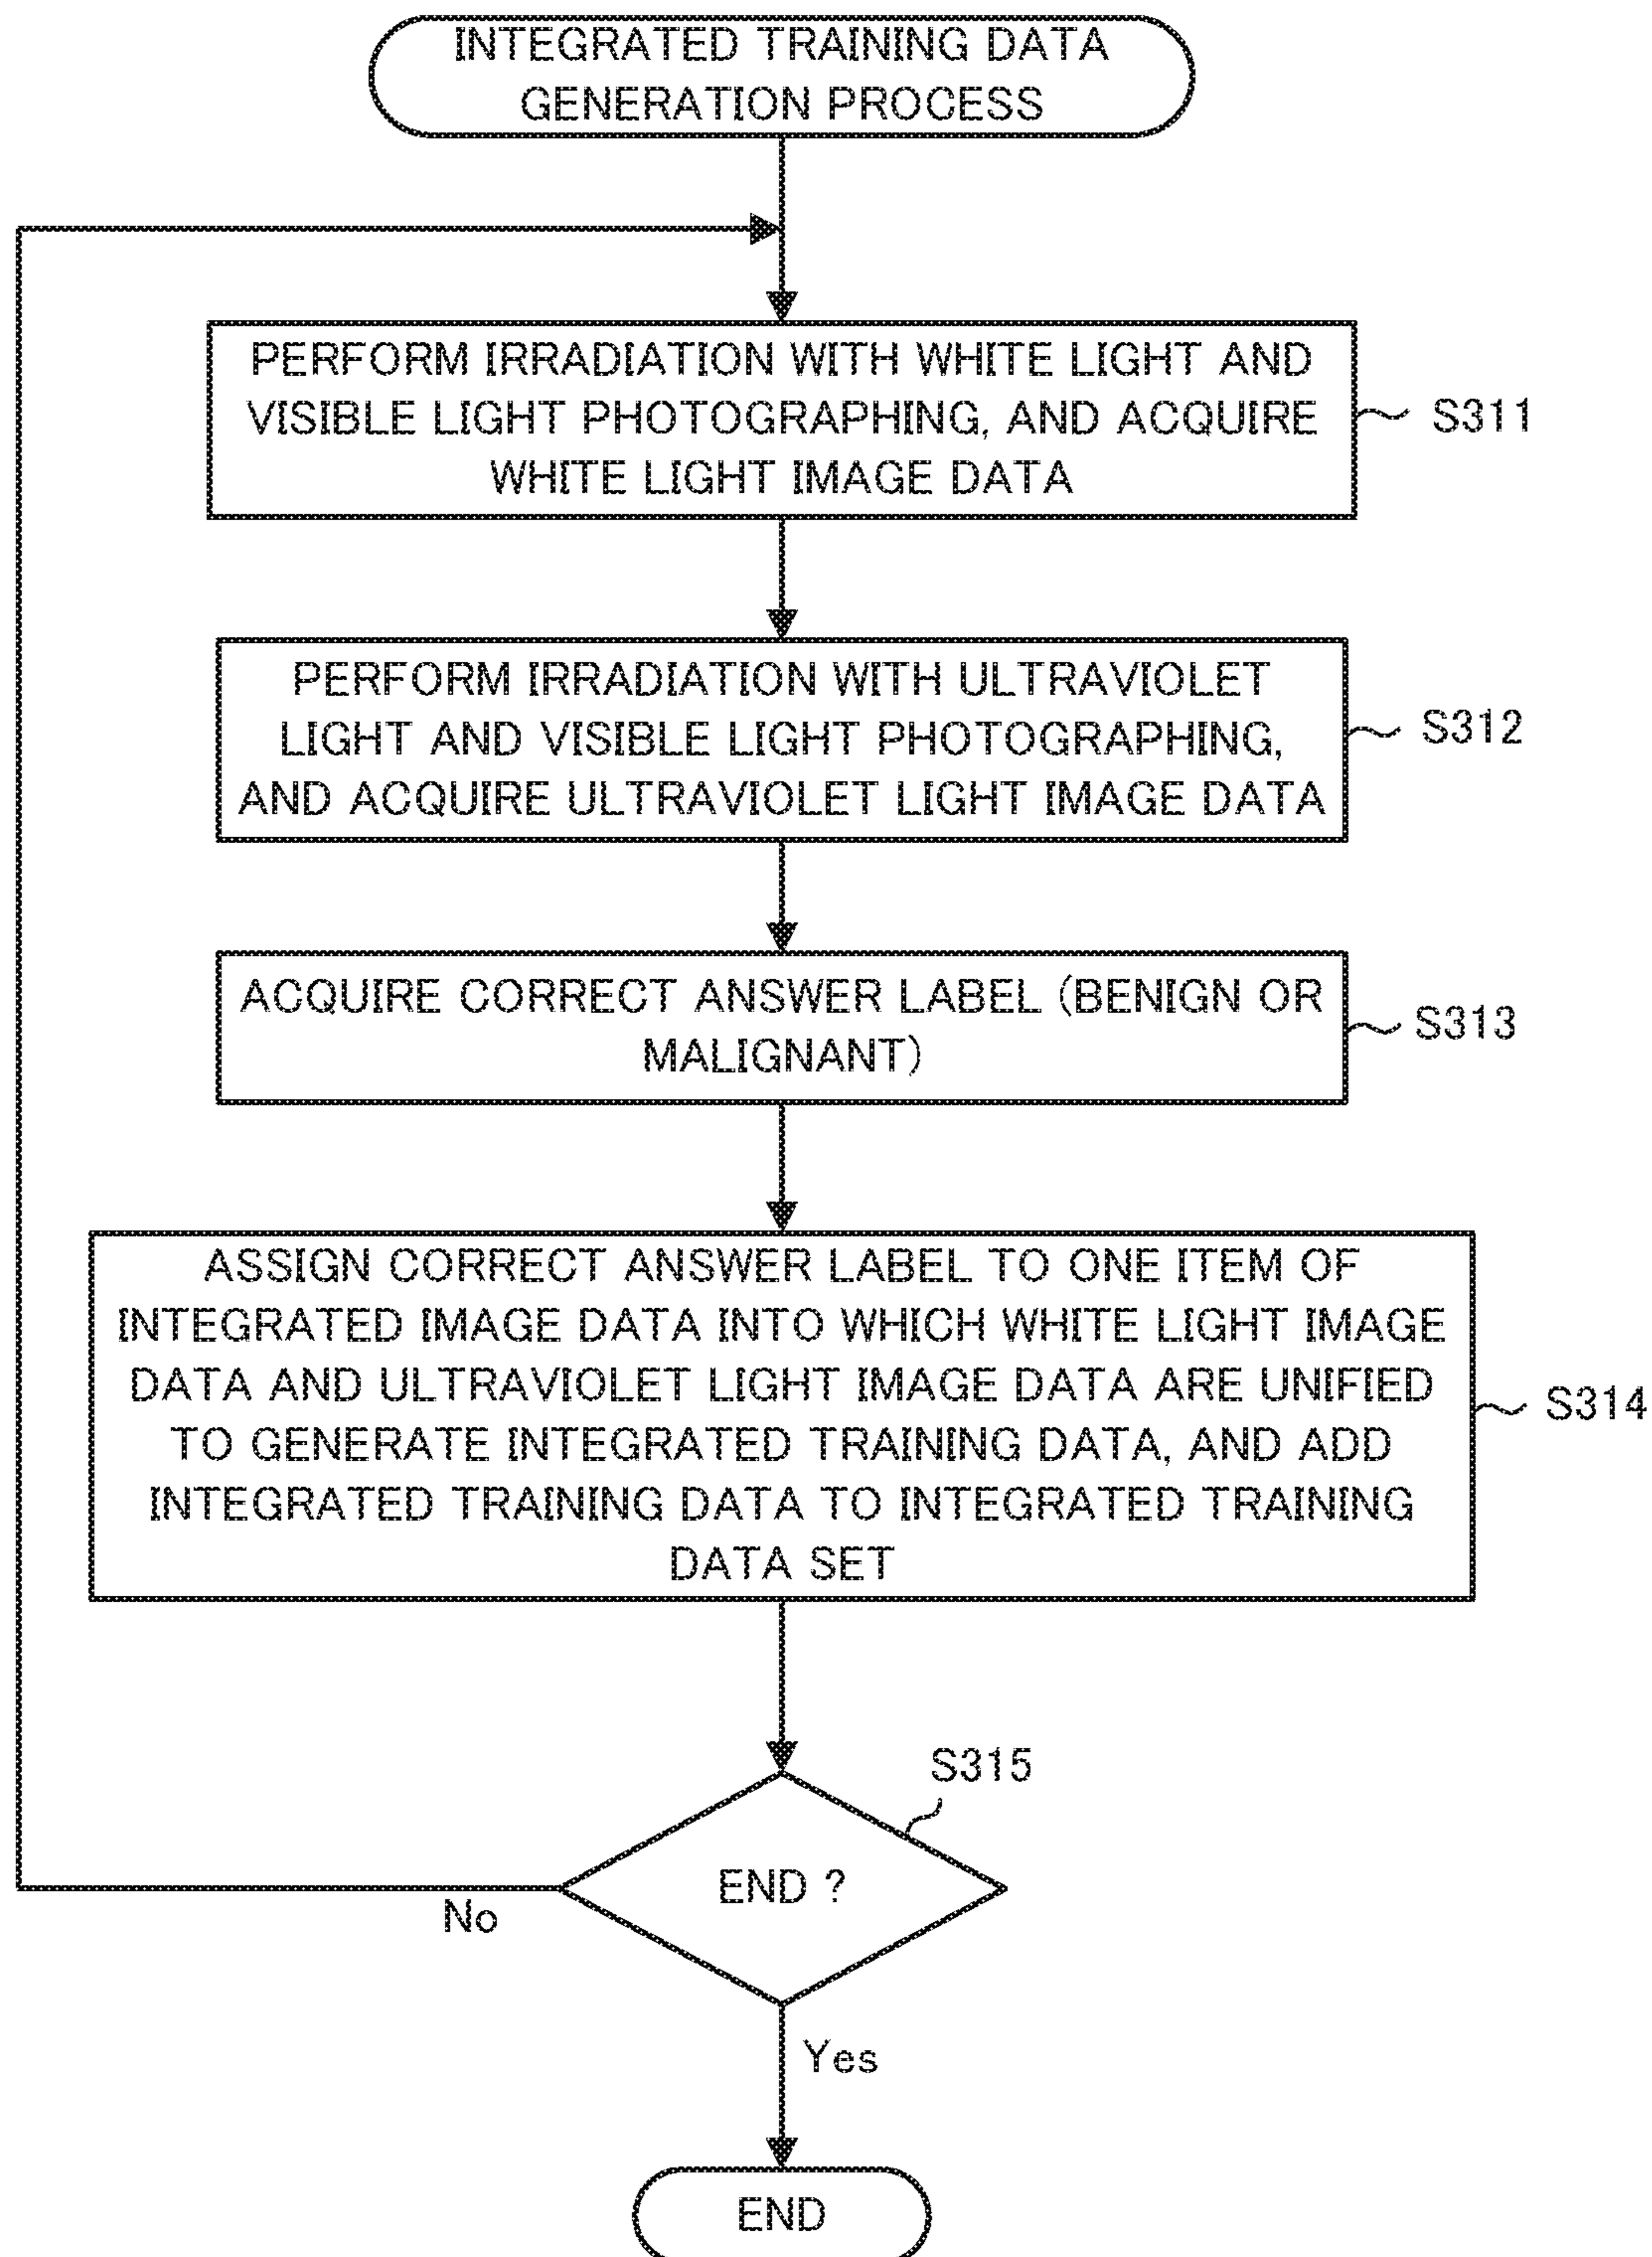 INTEGRATED TRAINING DATA
GENERATION PROCESS
PERFORM IRRADIATION WITH WHITE LIGHT AND
VISIBLE LIGHT PHOTOGRAPHING, AND ACQUIRE
WHITE LIGHT IMAGE DATA
S311
PERFORM IRRADIATION WITH ULTRAVIOLET
LIGHT AND VISIBLE LIGHT PHOTOGRAPHING,
AND ACQUIRE ULTRAVIOLET LIGHT IMAGE DATA
S312
ACQUIRE CORRECT ANSWER LABEL (BENIGN OR
MALIGNANT)
S313
ASSIGN CORRECT ANSWER LABEL TO ONE ITEM OF
INTEGRATED IMAGE DATA INTO WHICH WHITE LIGHT IMAGE
DATA AND ULTRAVIOLET LIGHT IMAGE DATA ARE UNIFIED
TO GENERATE INTEGRATED TRAINING DATA, AND ADD
INTEGRATED TRAINING DATA TO INTEGRATED TRAINING
DATA SET
S314
S315
END ?
No
Yes
END